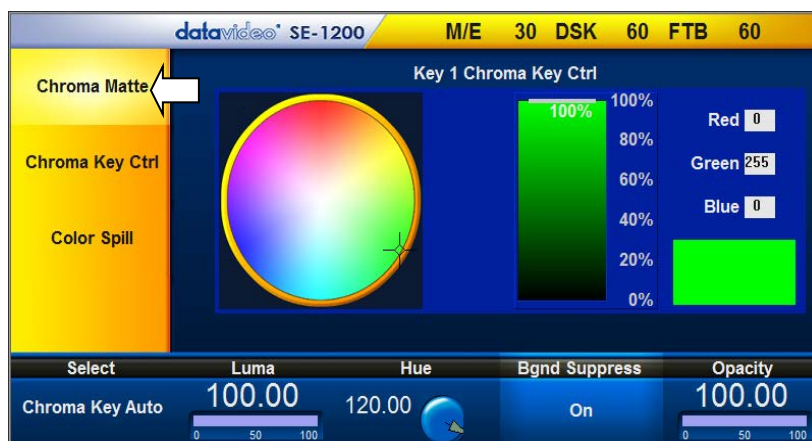 datavideo SE-1200 M/E 30 DSK 60 FTB 60
Chroma Matte
Chroma Key Ctrl
Color Spill
Key 1 Chroma Key Ctrl
100%
100%
80%
60%
40%
20%
0%
Red 0
Green 255
Blue 0
Select Luma Hue Bgnd Suppress Opacity
Chroma Key Auto 100.00 120.00 On 100.00
0 50 100 0 50 100